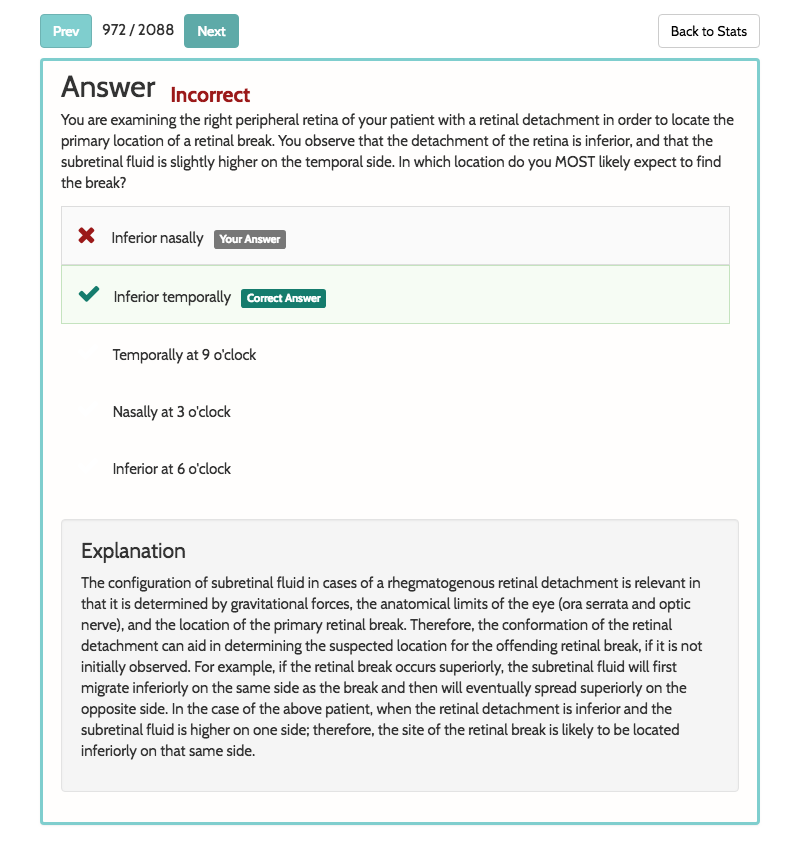 Prev 972 / 2088 Next Back to Stats
Answer Incorrect
You are examining the right peripheral retina of your patient with a retinal detachment in order to locate the
primary location of a retinal break. You observe that the detachment of the retina is inferior, and that the
subretinal fluid is slightly higher on the temporal side. In which location do you MOST likely expect to find
the break?
Inferior nasally Your Answer
Inferior temporally Correct Answer
Temporally at 9 o'clock
Nasally at 3 o'clock
Inferior at 6 o'clock
Explanation
The configuration of subretinal fluid in cases of a rhegmatogenous retinal detachment is relevant in
that it is determined by gravitational forces, the anatomical limits of the eye (ora serrata and optic
nerve), and the location of the primary retinal break. Therefore, the conformation of the retinal
detachment can aid in determining the suspected location for the offending retinal break, if it is not
initially observed. For example, if the retinal break occurs superiorly, the subretinal fluid will first
migrate inferiorly on the same side as the break and then will eventually spread superiorly on the
opposite side. In the case of the above patient, when the retinal detachment is inferior and the
subretinal fluid is higher on one side; therefore, the site of the retinal break is likely to be located
inferiorly on that same side.